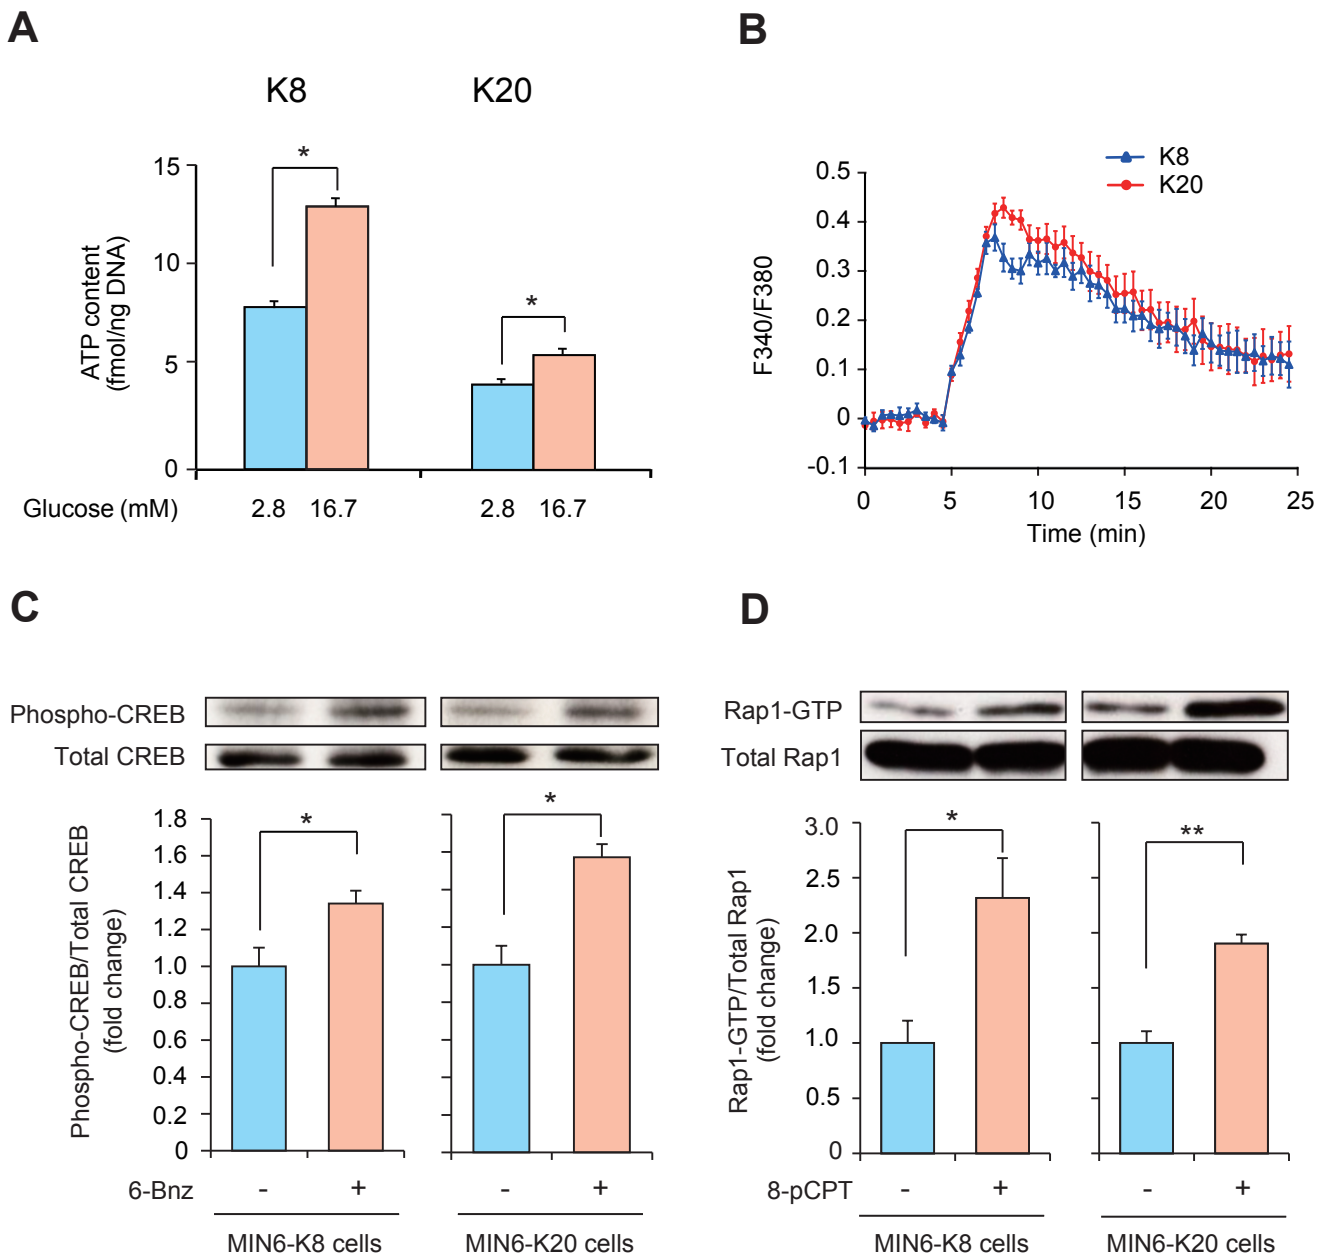 A
K8 K20
*
*
15
10
5
0
ATP content
(fmol/ng DNA)
Glucose (mM) 2.8 16.7 2.8 16.7
B
K8
K20
0.5
0.4
0.3
0.2
0.1
0
-0.1
F340/F380
0 5 10 15 20 25
Time (min)
C
Phospho-CREB
Total CREB
1.8
1.6
1.4
1.2
1.0
0.8
0.6
0.4
0.2
0
Phospho-CREB/Total CREB
(fold change)
*
*
6-Bnz - + - +
MIN6-K8 cells MIN6-K20 cells
D
Rap1-GTP
Total Rap1
3.0
2.5
2.0
1.5
1.0
0.5
0
Rap1-GTP/Total Rap1
(fold change)
*
**
8-pCPT - + - +
MIN6-K8 cells MIN6-K20 cells